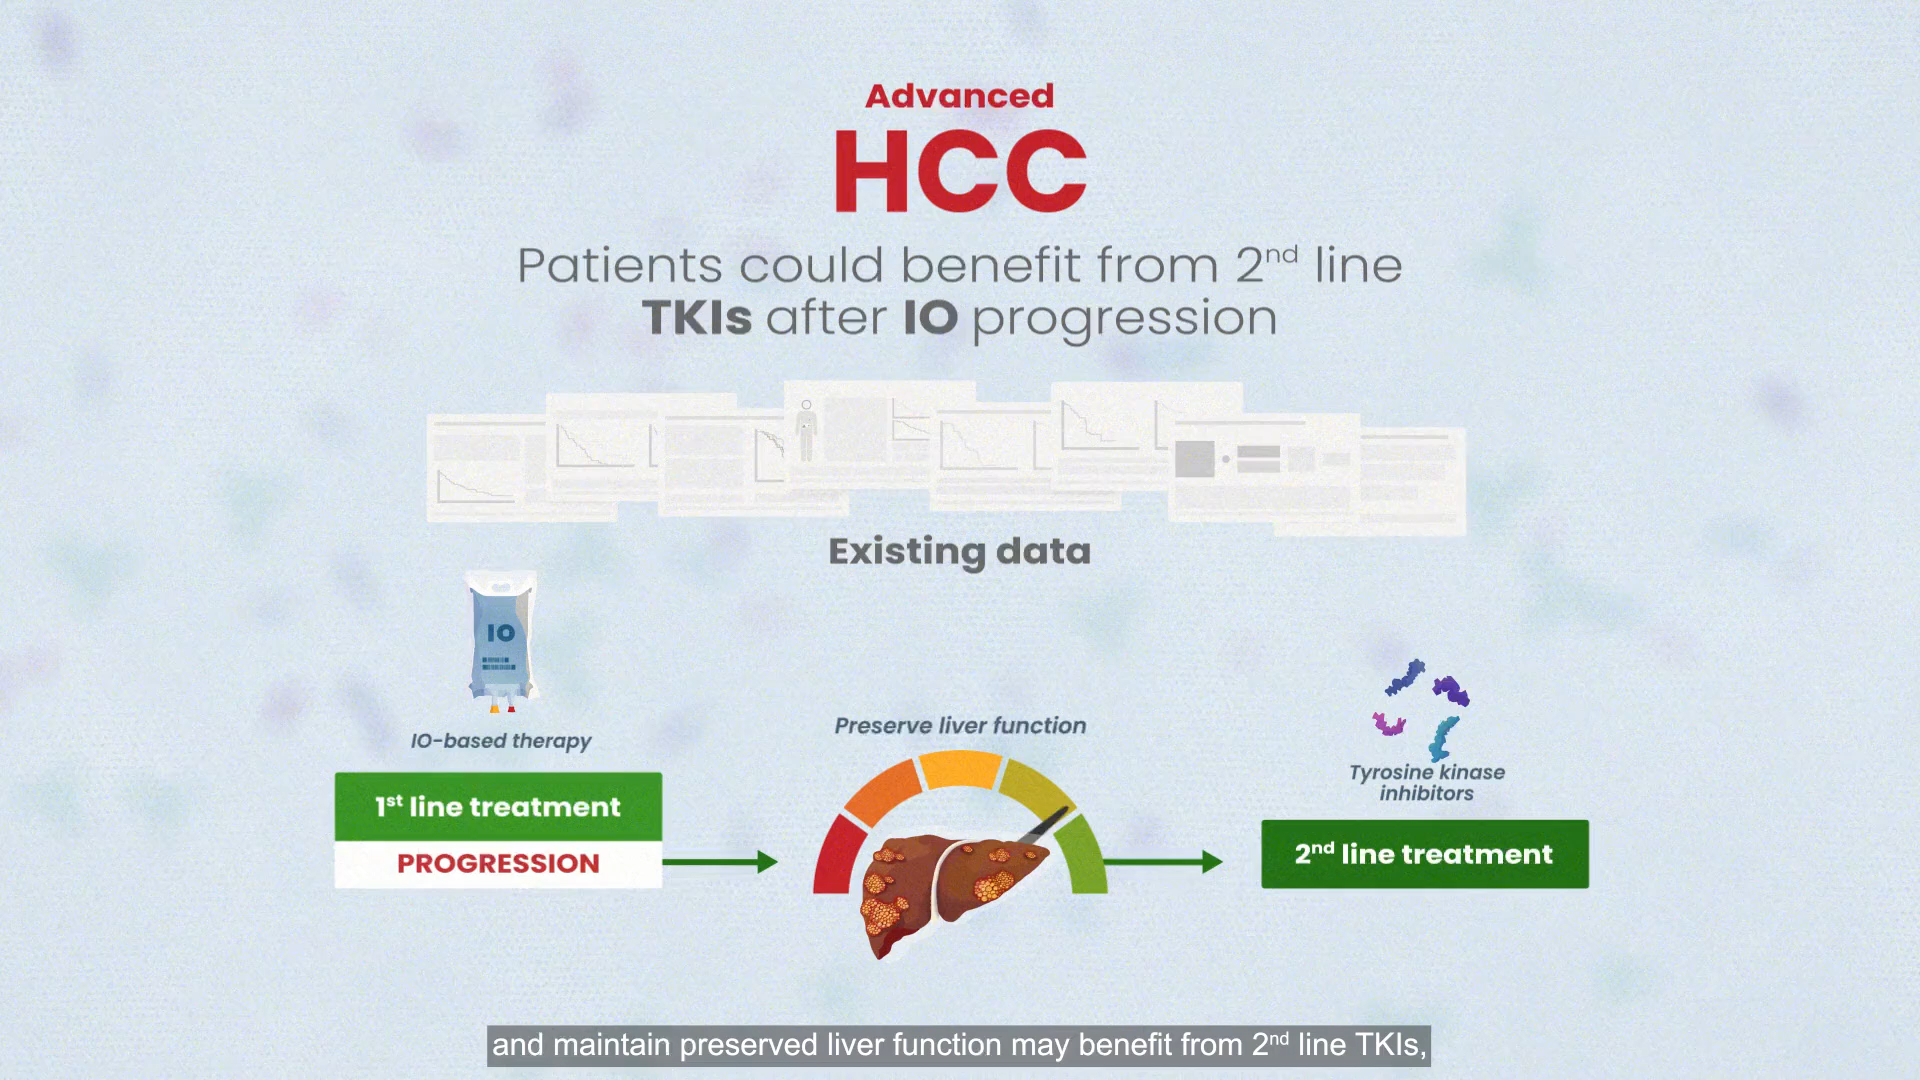 Advanced
HCC
Patients could benefit from 2nd line
TKIs after IO progression
Existing data
IO
IO-based therapy
1st line treatment
PROGRESSION
Preserve liver function
Tyrosine kinase
inhibitors
2nd line treatment
and maintain preserved liver function may benefit from 2nd line TKIs,